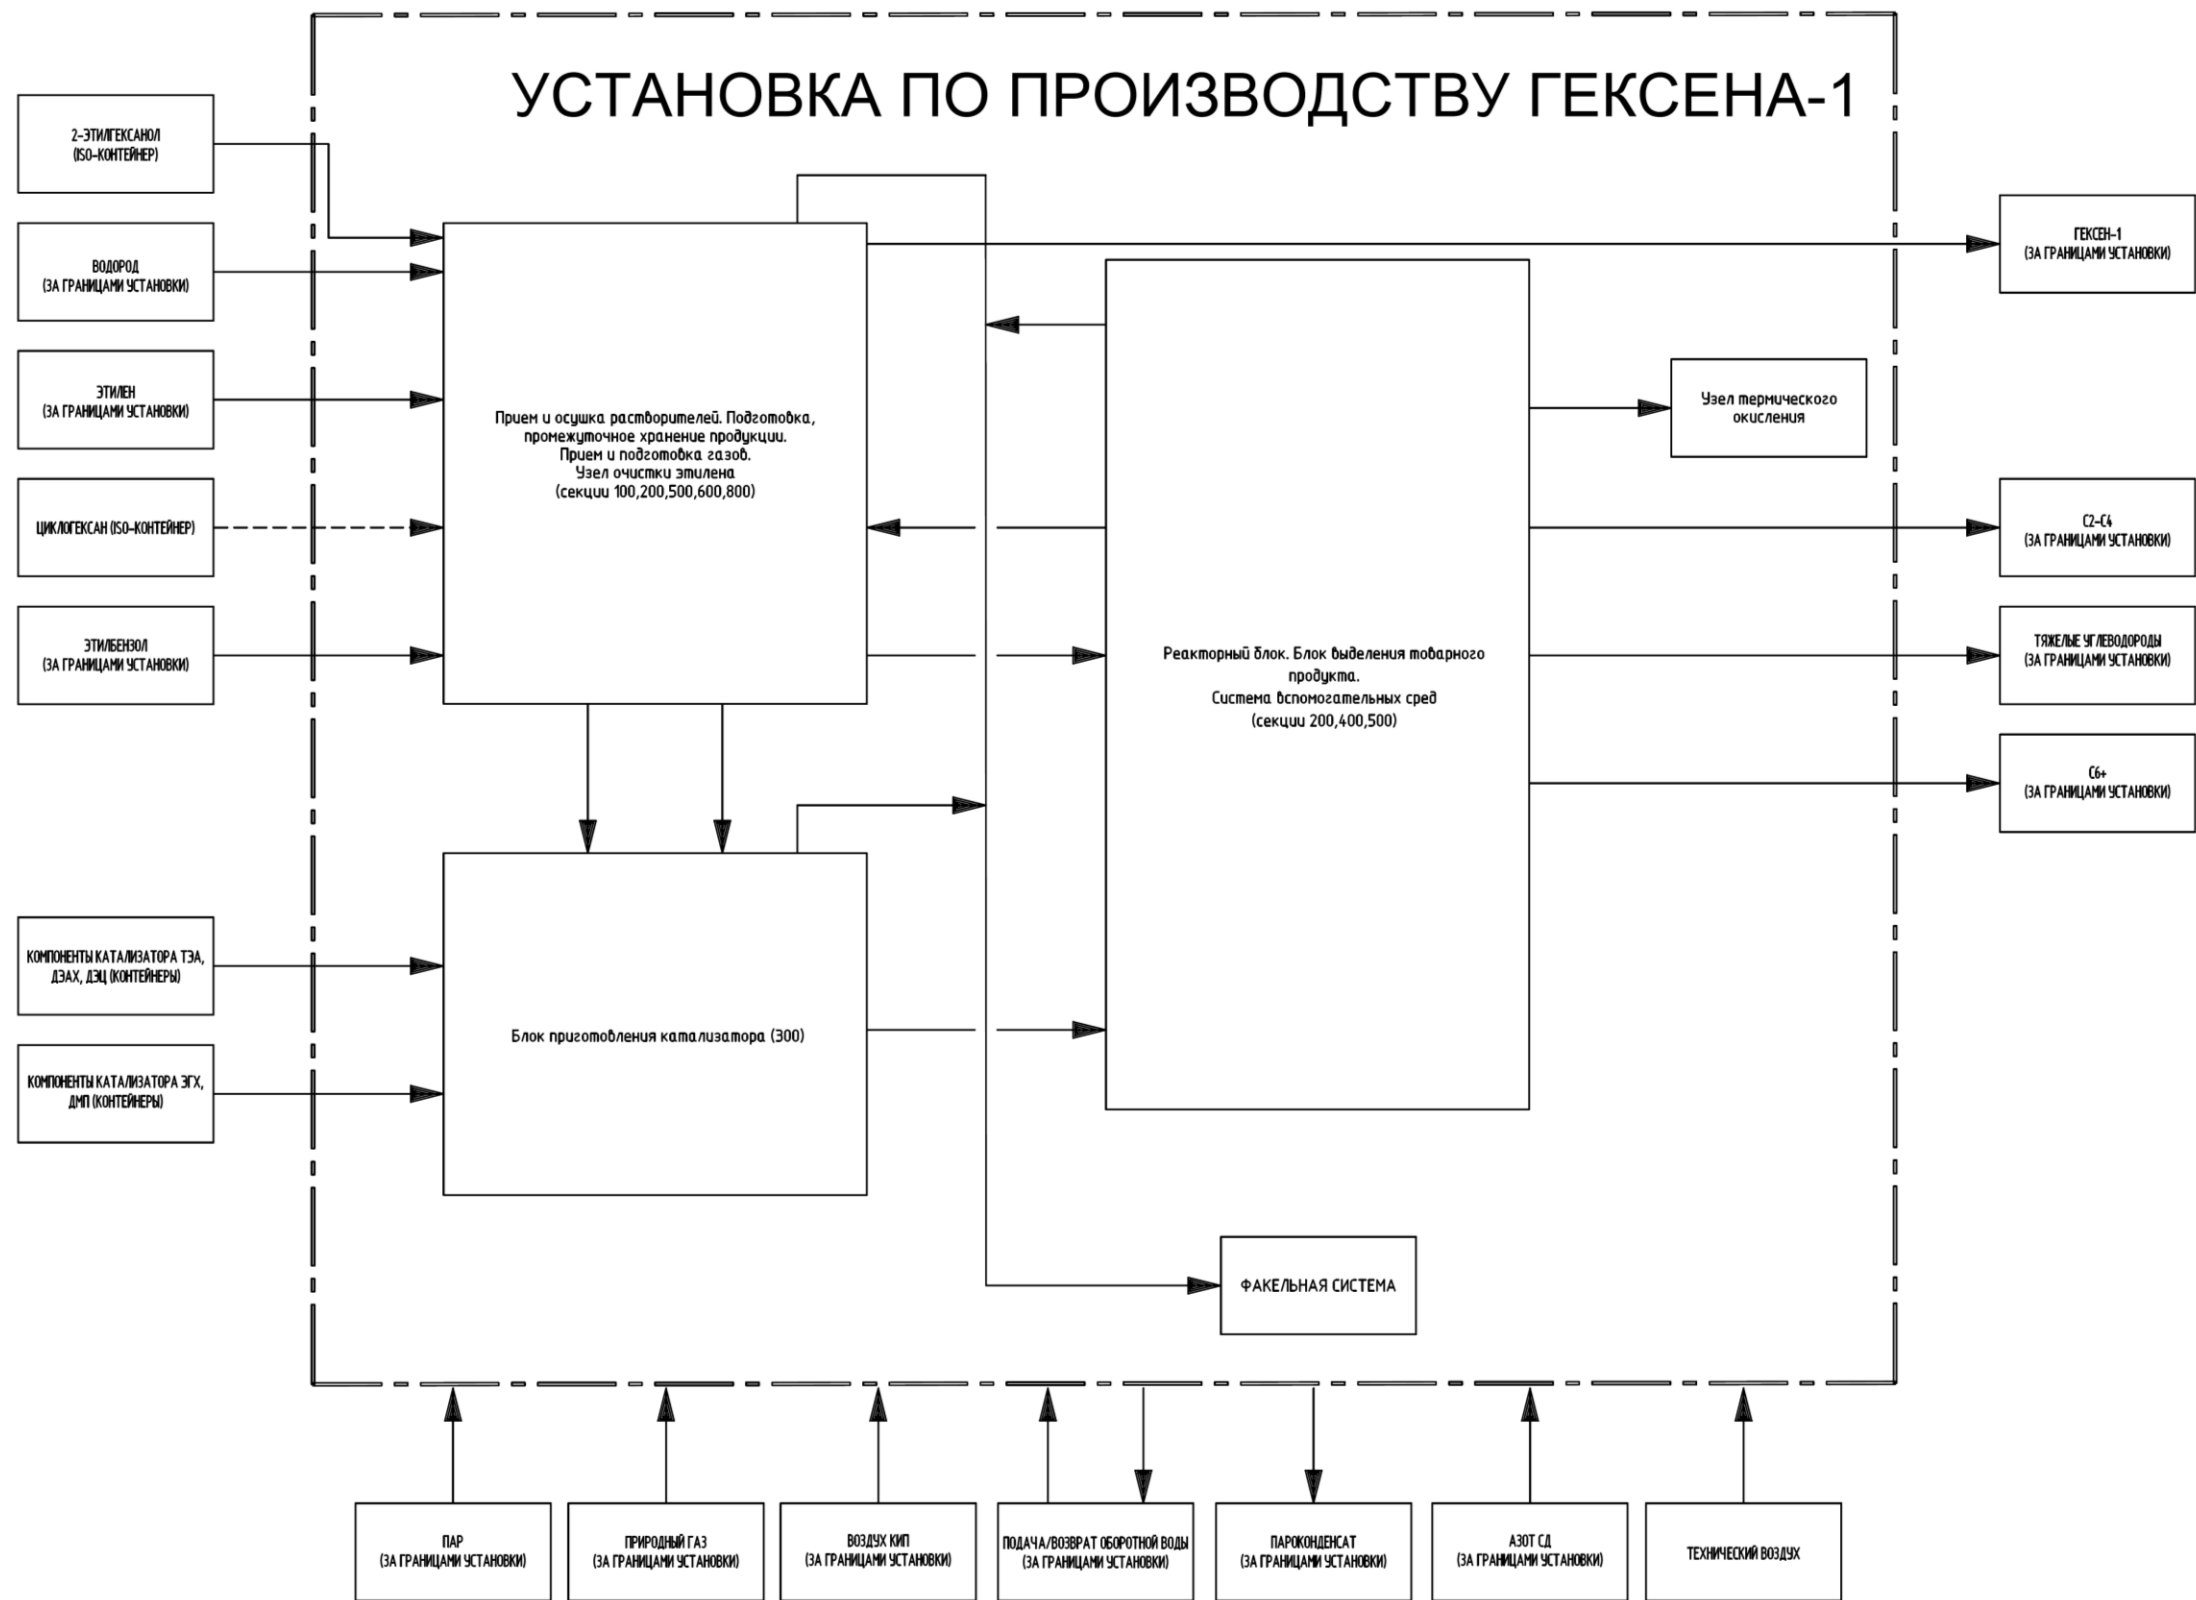 УСТАНОВКА ПО ПРОИЗВОДСТВУ ГЕКСЕНА-1
2-ЭТИЛГЕКСАНОЛ
(ISO-КОНТЕЙНЕР)
ВОДОРОД
(ЗА ГРАНИЦАМИ УСТАНОВКИ)
ЭТИЛЕН
(ЗА ГРАНИЦАМИ УСТАНОВКИ)
ЦИКЛОГЕКСАН (ISO-КОНТЕЙНЕР)
ЭТИЛБЕНЗОЛ
(ЗА ГРАНИЦАМИ УСТАНОВКИ)
КОМПОНЕНТЫ КАТАЛИЗАТОРА ТЭА,
ДЭАХ, ДЭЦ (КОНТЕЙНЕРЫ)
КОМПОНЕНТЫ КАТАЛИЗАТОРА ЭГХ,
ДМП (КОНТЕЙНЕРЫ)
Прием и осушка растворителей. Подготовка,
промежуточное хранение продукции.
Прием и подготовка газов.
Узел очистки этилена
(секции 100,200,500,600,800)
Блок приготовления катализатора (300)
Реакторный блок. Блок выделения товарного
продукта.
Система вспомогательных сред
(секции 200,400,500)
Узел термического
окисления
ФАКЕЛЬНАЯ СИСТЕМА
ГЕКСЕН-1
(ЗА ГРАНИЦАМИ УСТАНОВКИ)
С2-С4
(ЗА ГРАНИЦАМИ УСТАНОВКИ)
ТЯЖЕЛЫЕ УГЛЕВОДОРОДЫ
(ЗА ГРАНИЦАМИ УСТАНОВКИ)
С6+
(ЗА ГРАНИЦАМИ УСТАНОВКИ)
ПАР
(ЗА ГРАНИЦАМИ УСТАНОВКИ)
ПРИРОДНЫЙ ГАЗ
(ЗА ГРАНИЦАМИ УСТАНОВКИ)
ВОЗДУХ КИП
(ЗА ГРАНИЦАМИ УСТАНОВКИ)
ПОДАЧА/ВОЗВРАТ ОБОРОТНОЙ ВОДЫ
(ЗА ГРАНИЦАМИ УСТАНОВКИ)
ПАРОКОНДЕНСАТ
(ЗА ГРАНИЦАМИ УСТАНОВКИ)
АЗОТ СД
(ЗА ГРАНИЦАМИ УСТАНОВКИ)
ТЕХНИЧЕСКИЙ ВОЗДУХ